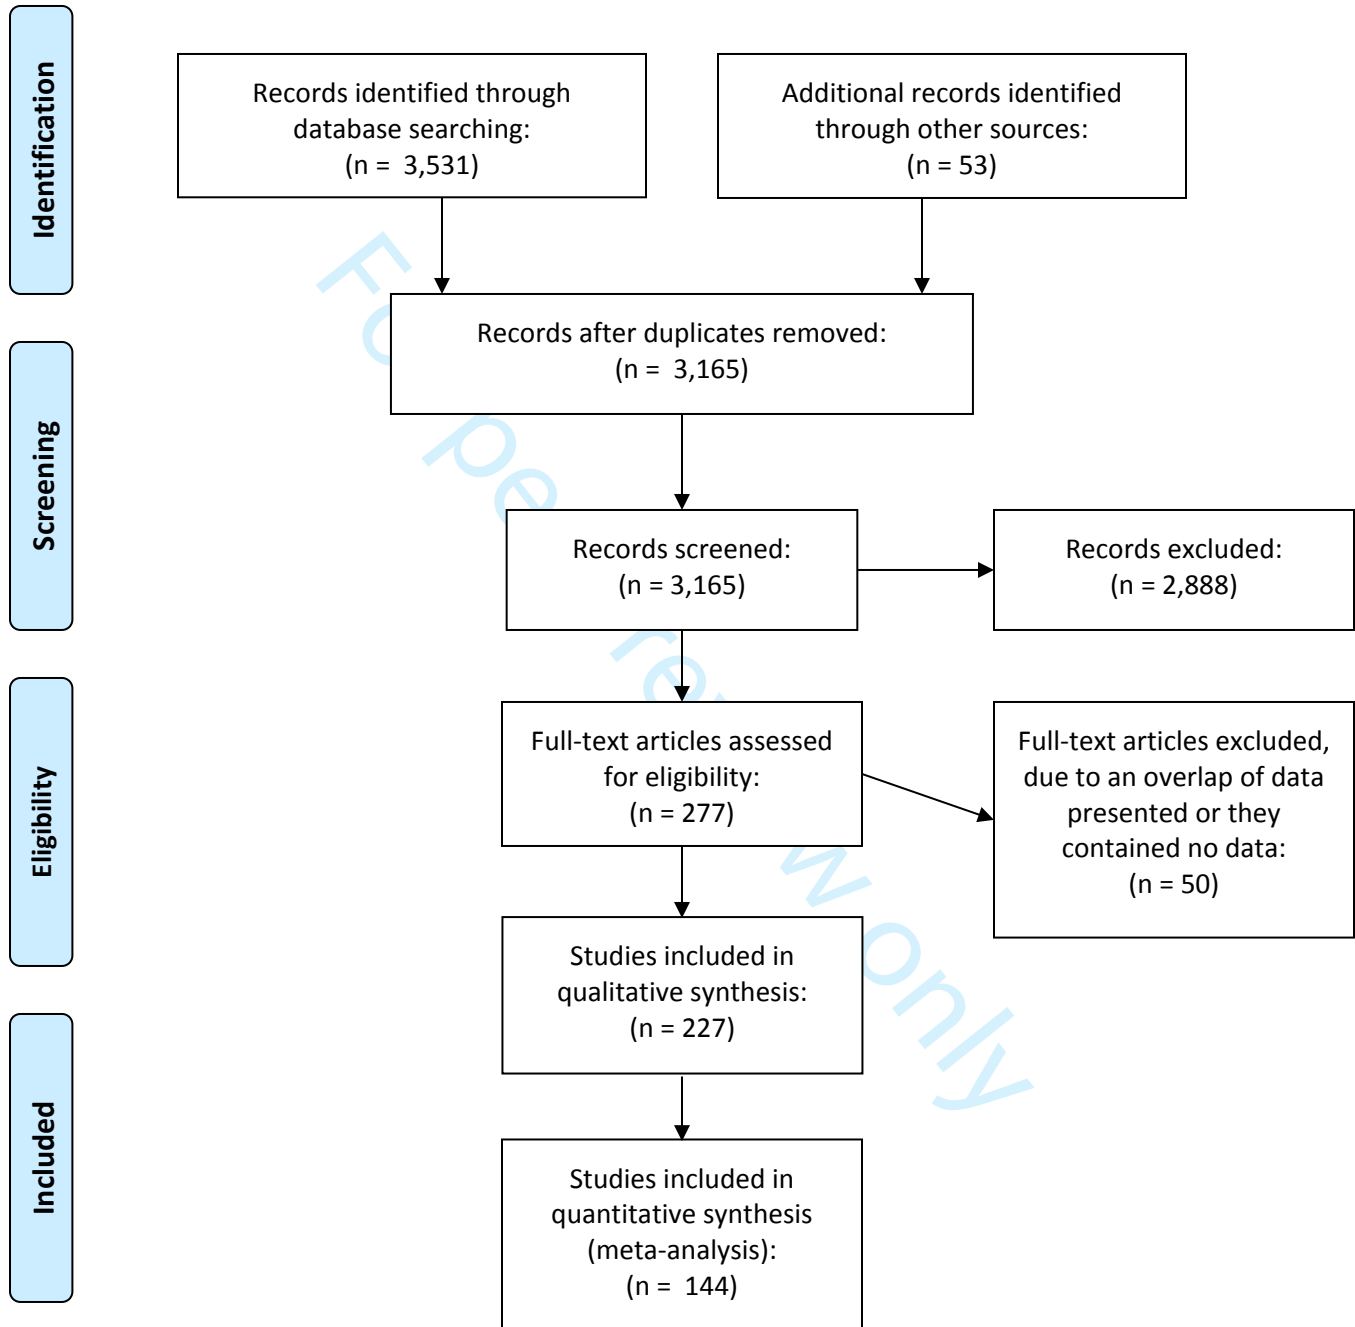 Identification
Records identified through
database searching:
(n =  3,531)
Additional records identified
through other sources:
(n = 53)
Records after duplicates removed:
(n =  3,165)
Screening
Records screened:
(n = 3,165)
Records excluded:
(n = 2,888)
Eligibility
Full-text articles assessed
for eligibility:
(n = 277)
Full-text articles excluded,
due to an overlap of data
presented or they
contained no data:
(n = 50)
Studies included in
qualitative synthesis:
(n = 227)
Included
Studies included in
quantitative synthesis
(meta-analysis):
(n =  144)
only